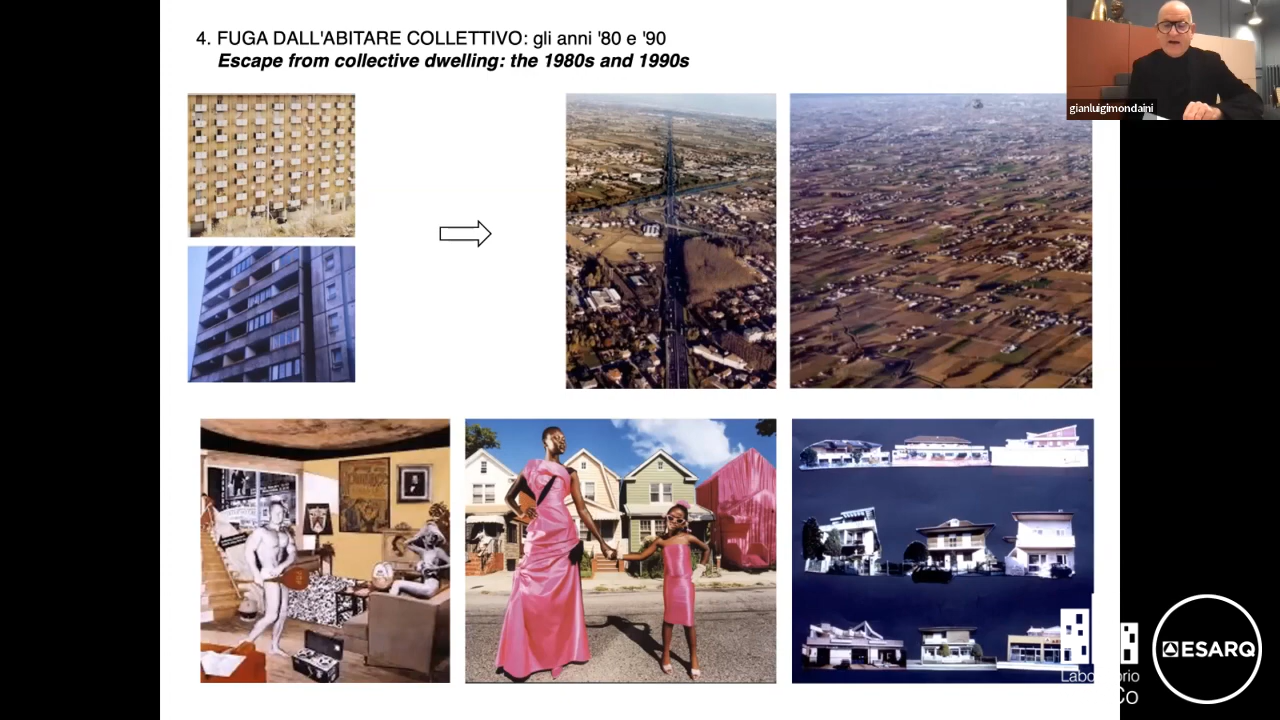 4. FUGA DALL'ABITARE COLLETTIVO: gli anni '80 e '90
Escape from collective dwelling: the 1980s and 1990s
gianluigimondaini
ESARQ